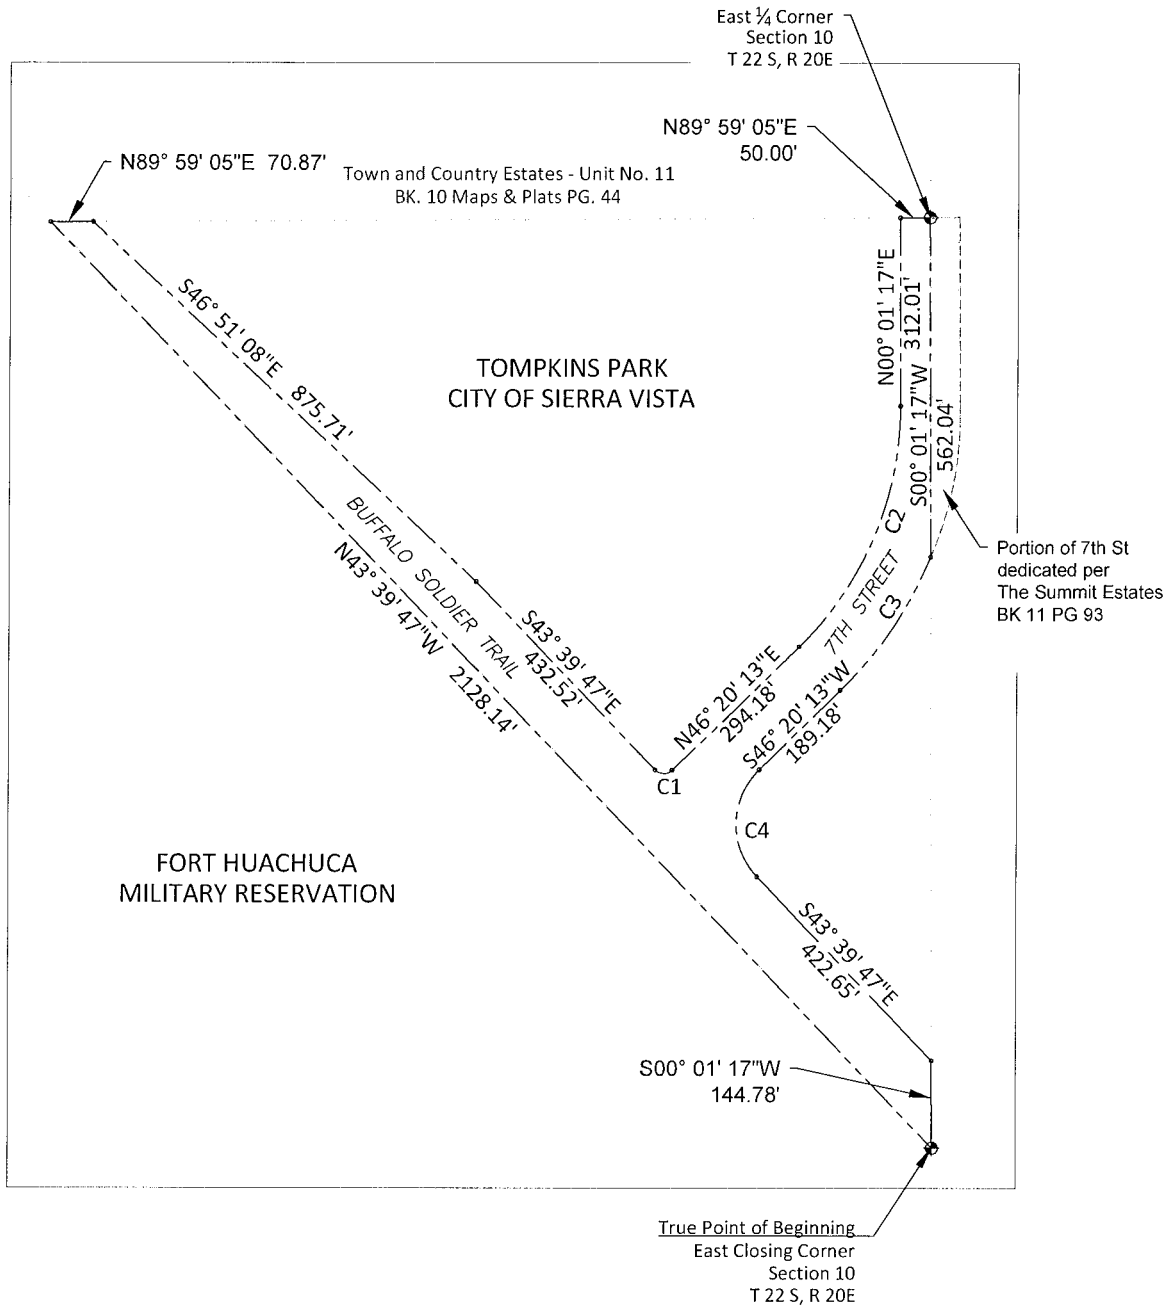 East ¼ Corner
Section 10
T 22 S, R 20E
N89° 59' 05"E
50.00'
N89° 59' 05"E 70.87'
Town and Country Estates - Unit No. 11
BK. 10 Maps & Plats PG. 44
S46° 51' 08"E 875.71'
TOMPKINS PARK
CITY OF SIERRA VISTA
N00° 01' 17"E 312.01'
S00° 01' 17"W
562.04'
C2
7TH STREET
C3
Portion of 7th St
dedicated per
The Summit Estates
BK 11 PG 93
BUFFALO SOLDIER TRAIL
N43° 39' 47"W 2128.14'
S43° 39' 47"E
432.52'
N46° 20' 13"E
294.18'
S46° 20' 13"W
189.18'
C1
C4
FORT HUACHUCA
MILITARY RESERVATION
S43° 39' 47"E
422.65'
S00° 01' 17"W
144.78'
True Point of Beginning
East Closing Corner
Section 10
T 22 S, R 20E